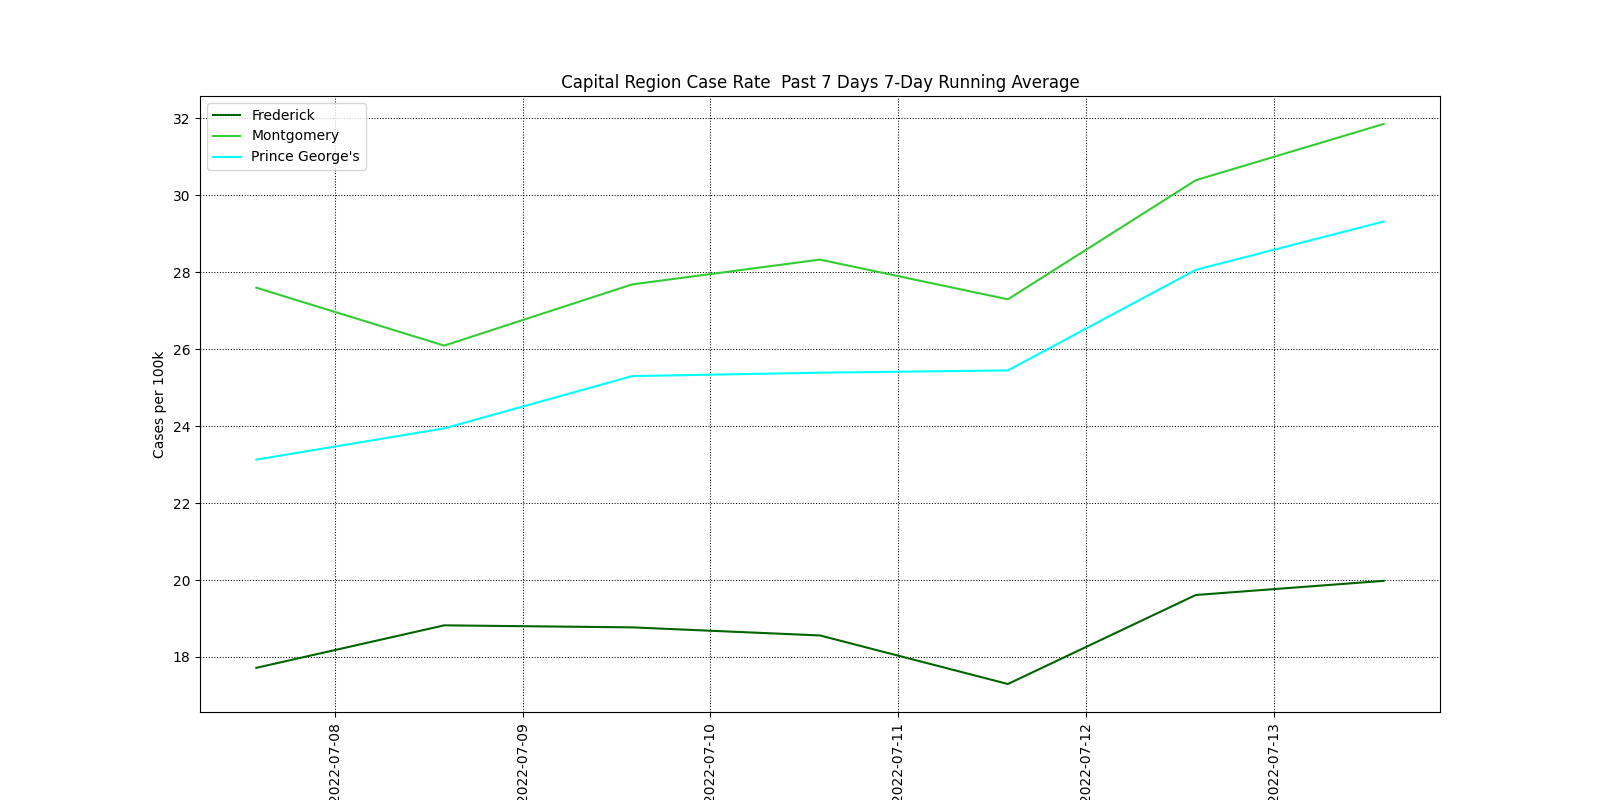 Capital Region Case Rate  Past 7 Days 7-Day Running Average
Frederick
Montgomery
Prince George's
Cases per 100k
32
30
28
26
24
22
20
18
2022-07-08
2022-07-09
2022-07-10
2022-07-11
2022-07-12
2022-07-13